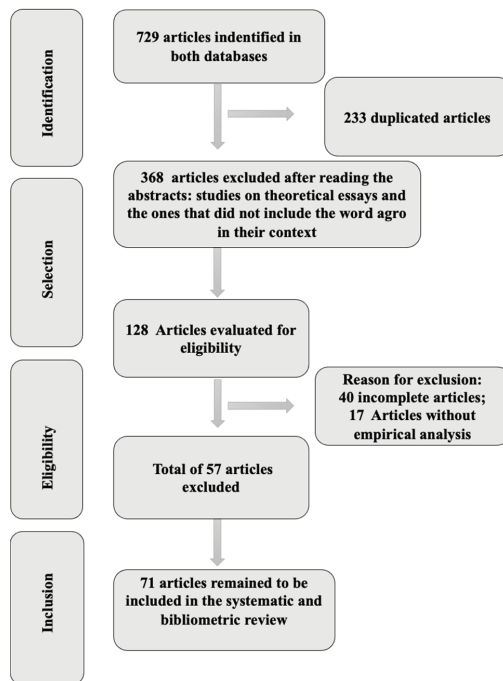 Identification
729 articles indentified in
both databases
233 duplicated articles
Selection
368 articles excluded after reading the
abstracts: studies on theoretical essays and
the ones that did not include the word agro
in their context
128 Articles evaluated for
eligibility
Eligibility
Reason for exclusion:
40 incomplete articles;
17 Articles without
empirical analysis
Total of 57 articles
excluded
Inclusion
71 articles remained to be
included in the systematic and
bibliometric review